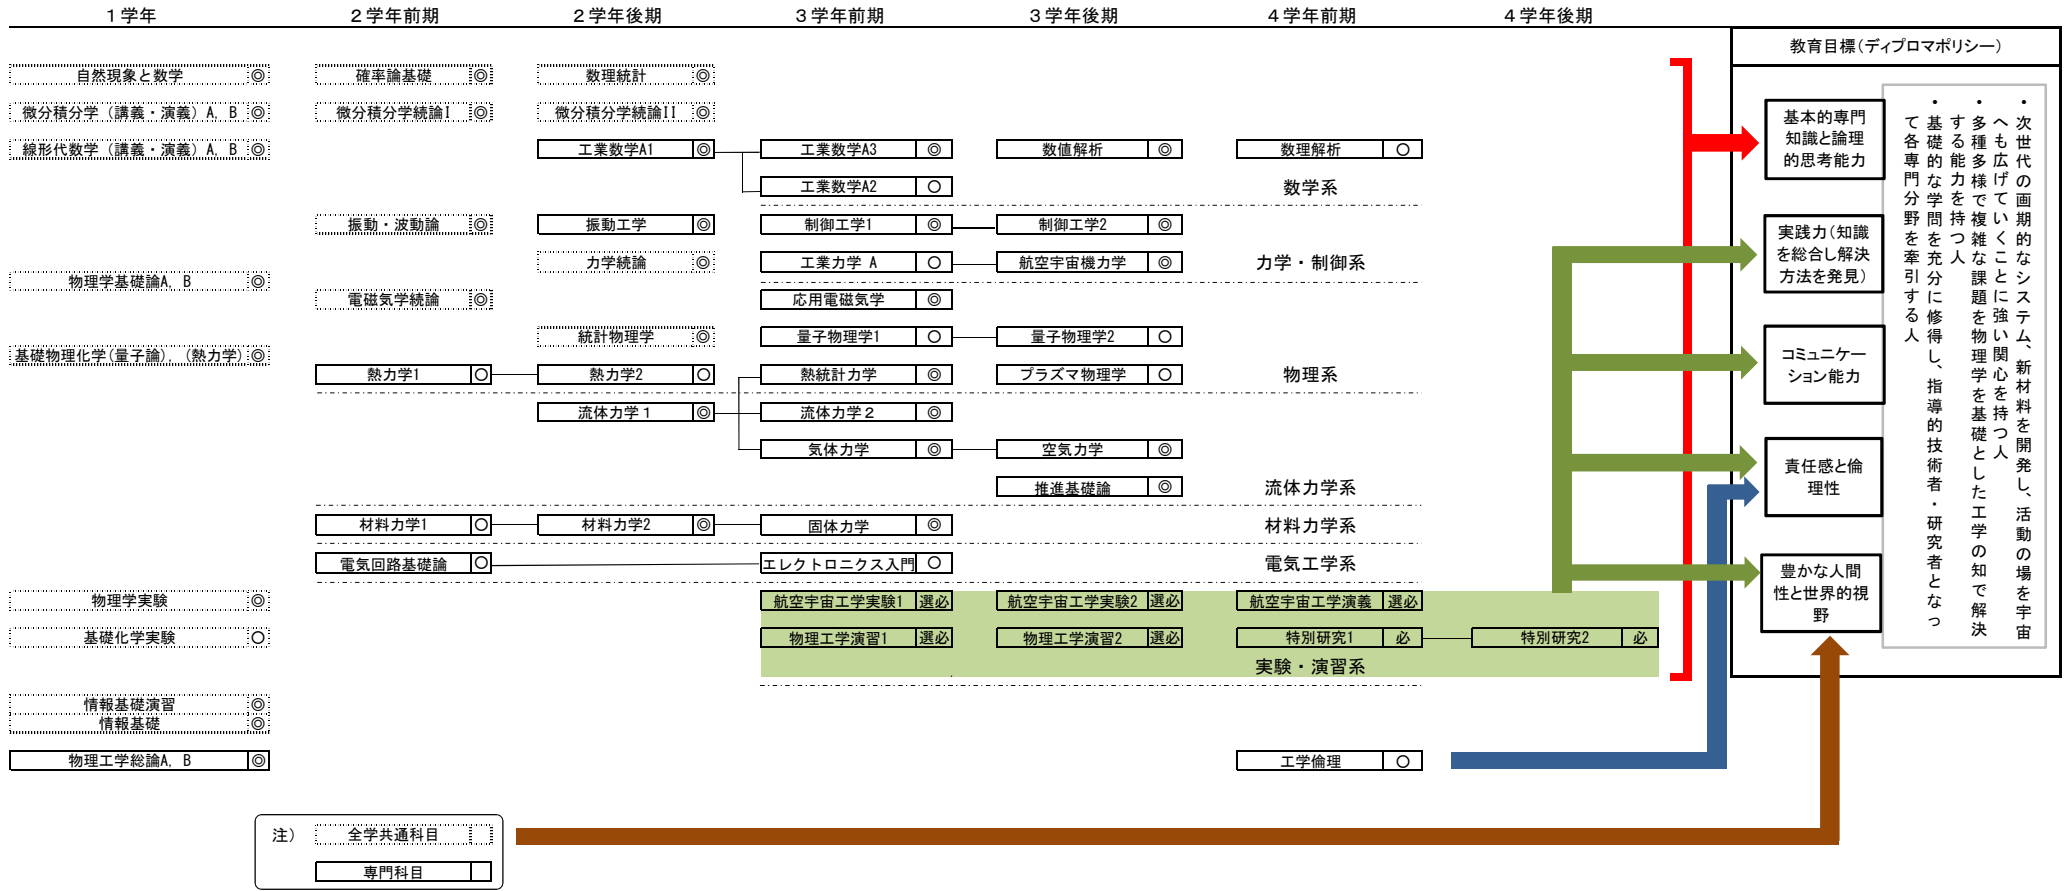 １学年　２学年前期　２学年後期　３学年前期　３学年後期　４学年前期　４学年後期
教育目標（ディプロマポリシー）
自然現象と数学 ◎　確率論基礎 ◎　数理統計 ◎
微分積分学（講義・演義）A, B ◎　微分積分学続論I ◎　微分積分学続論II ◎
線形代数学（講義・演義）A, B ◎　工業数学A1 ◎　工業数学A3 ◎　数値解析 ◎　数理解析 ○
工業数学A2 ○　数学系
振動・波動論 ◎　振動工学 ◎　制御工学1 ◎　制御工学2 ◎
力学続論 ◎　工業力学 A ○　航空宇宙機力学 ◎　力学・制御系
物理学基礎論A, B ◎
電磁気学続論 ◎　応用電磁気学 ◎
統計物理学 ◎　量子物理学1 ○　量子物理学2 ○
基礎物理化学(量子論), (熱力学) ◎
熱力学1 ○　熱力学2 ○　熱統計力学 ◎　プラズマ物理学 ○　物理系
流体力学１ ◎　流体力学２ ◎
気体力学 ◎　空気力学 ◎
推進基礎論 ◎　流体力学系
材料力学1 ○　材料力学2 ◎　固体力学 ◎　材料力学系
電気回路基礎論 ○　エレクトロニクス入門 ○　電気工学系
物理学実験 ◎　航空宇宙工学実験1 選必　航空宇宙工学実験2 選必　航空宇宙工学演義 選必
基礎化学実験 ○　物理工学演習1 選必　物理工学演習2 選必　特別研究1 必　特別研究2 必
実験・演習系
情報基礎演習 ◎
情報基礎 ◎
物理工学総論A, B ◎　工学倫理 ○
注）　全学共通科目
専門科目
基本的専門
知識と論理
的思考能力
実践力（知識
を総合し解決
方法を発見）
コミュニケー
ション能力
責任感と倫
理性
豊かな人間
性と世界的視
野
・次世代の画期的なシステム、新材料を開発し、活動の場を宇宙
へも広げていくことに強い関心を持つ人
・多種多様で複雑な課題を物理学を基礎とした工学の知で解決
する能力を持つ人
・基礎的な学問を充分に修得し、指導的技術者・研究者となっ
て各専門分野を牽引する人